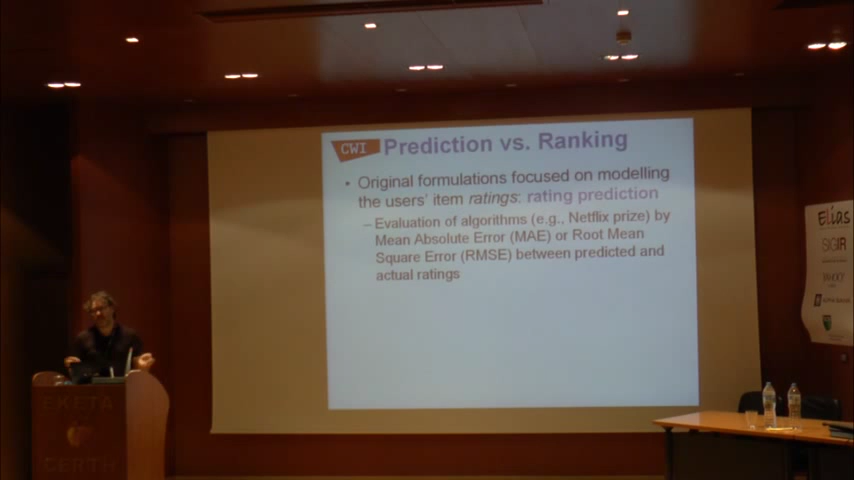 CWI Prediction vs. Ranking
• Original formulations focused on modelling
the users' item ratings: rating prediction
– Evaluation of algorithms (e.g., Netflix prize) by
Mean Absolute Error (MAE) or Root Mean
Square Error (RMSE) between predicted and
actual ratings
Elias
SIGIR
YAHOO!
EKETA
CERTH